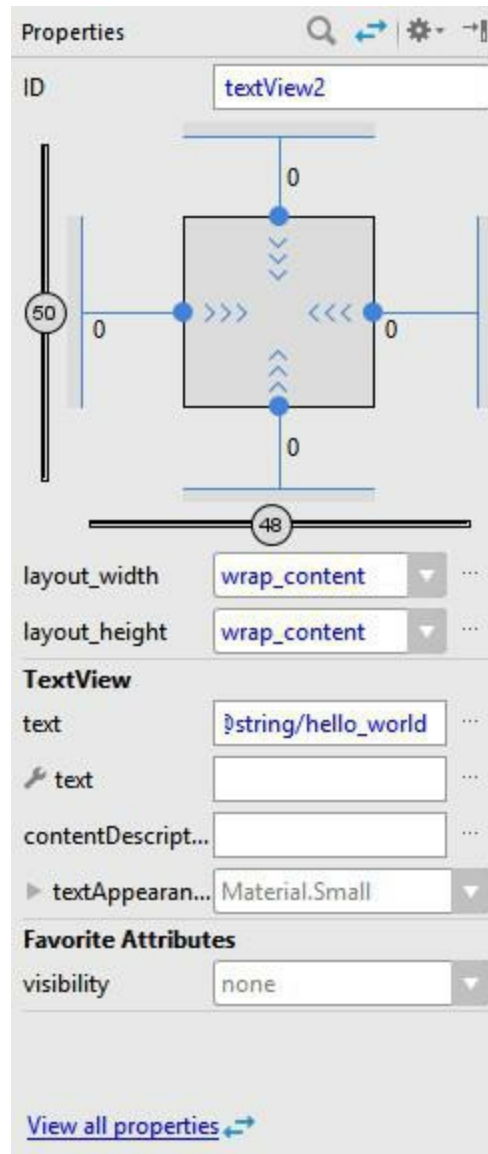 Properties
ID textView2
0
50
0
0
0
48
layout_width wrap_content
layout_height wrap_content
TextView
text @string/hello_world
text
contentDescript...
textAppearan... Material.Small
Favorite Attributes
visibility none
View all properties